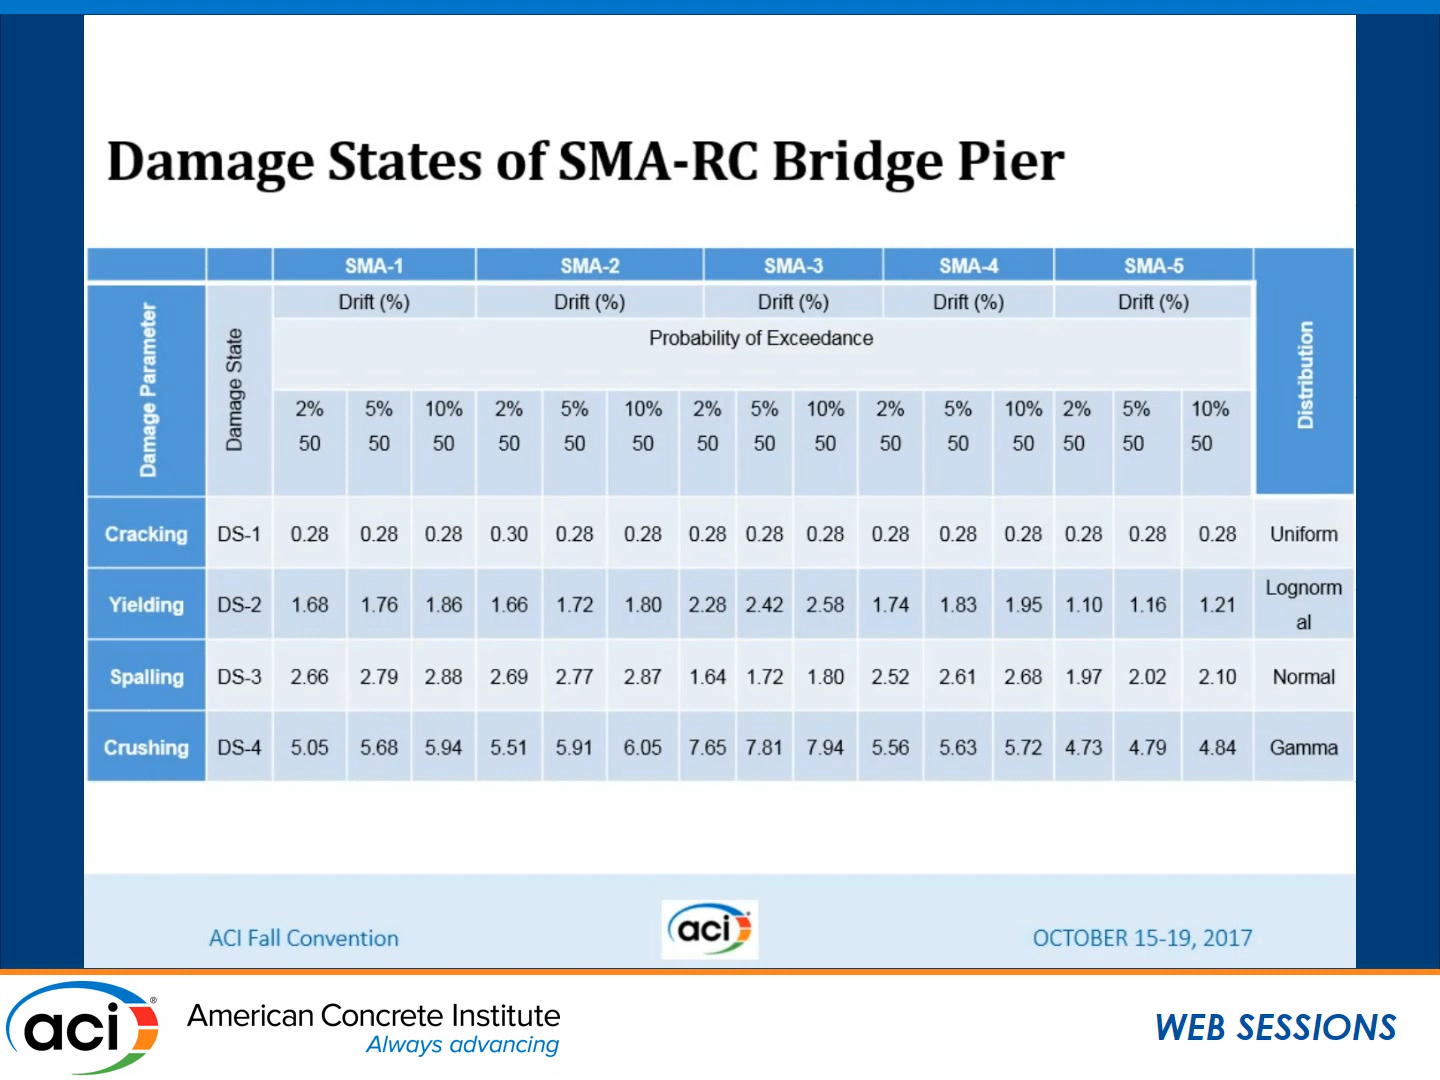 Damage States of SMA-RC Bridge Pier
SMA-1 SMA-2 SMA-3 SMA-4 SMA-5
Damage Parameter
Damage State
Drift (%) Drift (%) Drift (%) Drift (%) Drift (%)
Distribution
Probability of Exceedance
2% 5% 10% 2% 5% 10% 2% 5% 10% 2% 5% 10% 2% 5% 10%
50 50 50 50 50 50 50 50 50 50 50 50 50 50 50
Cracking DS-1 0.28 0.28 0.28 0.30 0.28 0.28 0.28 0.28 0.28 0.28 0.28 0.28 0.28 0.28 0.28 Uniform
Yielding DS-2 1.68 1.76 1.86 1.66 1.72 1.80 2.28 2.42 2.58 1.74 1.83 1.95 1.10 1.16 1.21 Lognorm
al
Spalling DS-3 2.66 2.79 2.88 2.69 2.77 2.87 1.64 1.72 1.80 2.52 2.61 2.68 1.97 2.02 2.10 Normal
Crushing DS-4 5.05 5.68 5.94 5.51 5.91 6.05 7.65 7.81 7.94 5.56 5.63 5.72 4.73 4.79 4.84 Gamma
ACI Fall Convention
aci
OCTOBER 15-19, 2017
aci®
American Concrete Institute
Always advancing
WEB SESSIONS